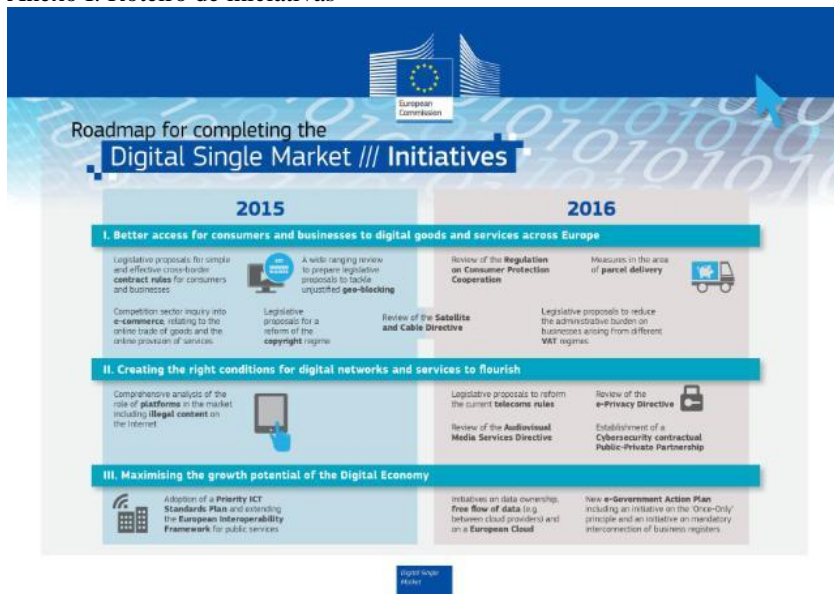 Anexo I. Roteiro de iniciativas
European
Commission
Roadmap for completing the
Digital Single Market /// Initiatives
2015
2016
I. Better access for consumers and businesses to digital goods and services across Europe
Legislative proposals for simple
and effective cross-border
contract rules for consumers
and businesses
A wide ranging review
to prepare legislative
proposals to tackle
unjustified geo-blocking
Review of the Regulation
on Consumer Protection
Cooperation
Measures in the area
of parcel delivery
Competition sector inquiry into
e-commerce, relating to the
online trade of goods and the
online provision of services
Legislative
proposals for a
reform of the
copyright regime
Review of the Satellite
and Cable Directive
Legislative proposals to reduce
the administrative burden on
businesses arising from different
VAT regimes
II. Creating the right conditions for digital networks and services to flourish
Comprehensive analysis of the
role of platforms in the market
including illegal content on
the Internet
Legislative proposals to reform
the current telecoms rules
Review of the
e-Privacy Directive
Review of the Audiovisual
Media Services Directive
Establishment of a
Cybersecurity contractual
Public-Private Partnership
III. Maximising the growth potential of the Digital Economy
Adoption of a Priority ICT
Standards Plan and extending
the European Interoperability
Framework for public services
Initiatives on data ownership,
free flow of data (e.g.
between cloud providers) and
on a European Cloud
New e-Government Action Plan
including an initiative on the 'Once-Only'
principle and an initiative on mandatory
interconnection of business registers
Digital Single
Market